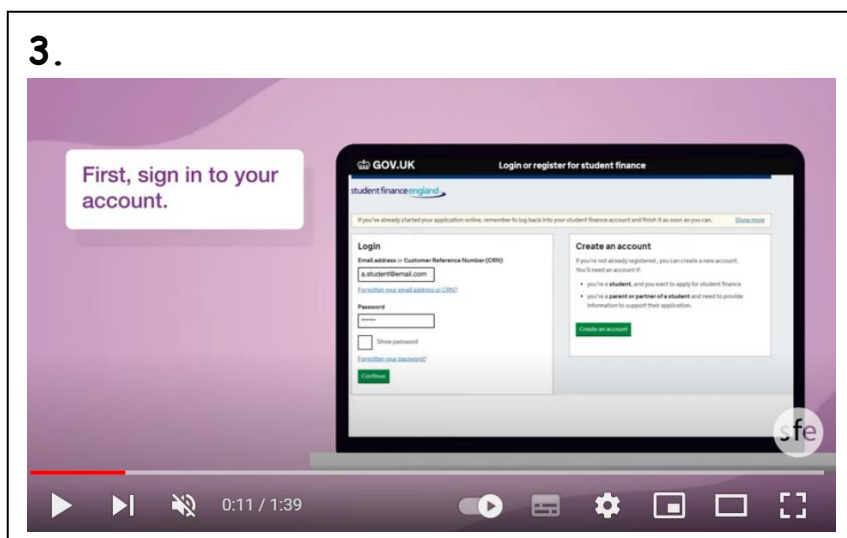 3.
First, sign in to your
account.
GOV.UK
Login or register for student finance
student finance england
If you've already started your application online, remember to log back into your student finance account and finish it as soon as you can.
Show more
Login
Email address or Customer Reference Number (CRN)
a.student@email.com
Forgotten your email address or CRN?
Password
Show password
Forgotten your password?
Continue
Create an account
If you're not already registered, you can create a new account.
You'll need an account if:
• you're a student, and you want to apply for student finance
• you're a parent or partner of a student and need to provide
information to support their application.
Create an account
sfe
0:11 / 1:39